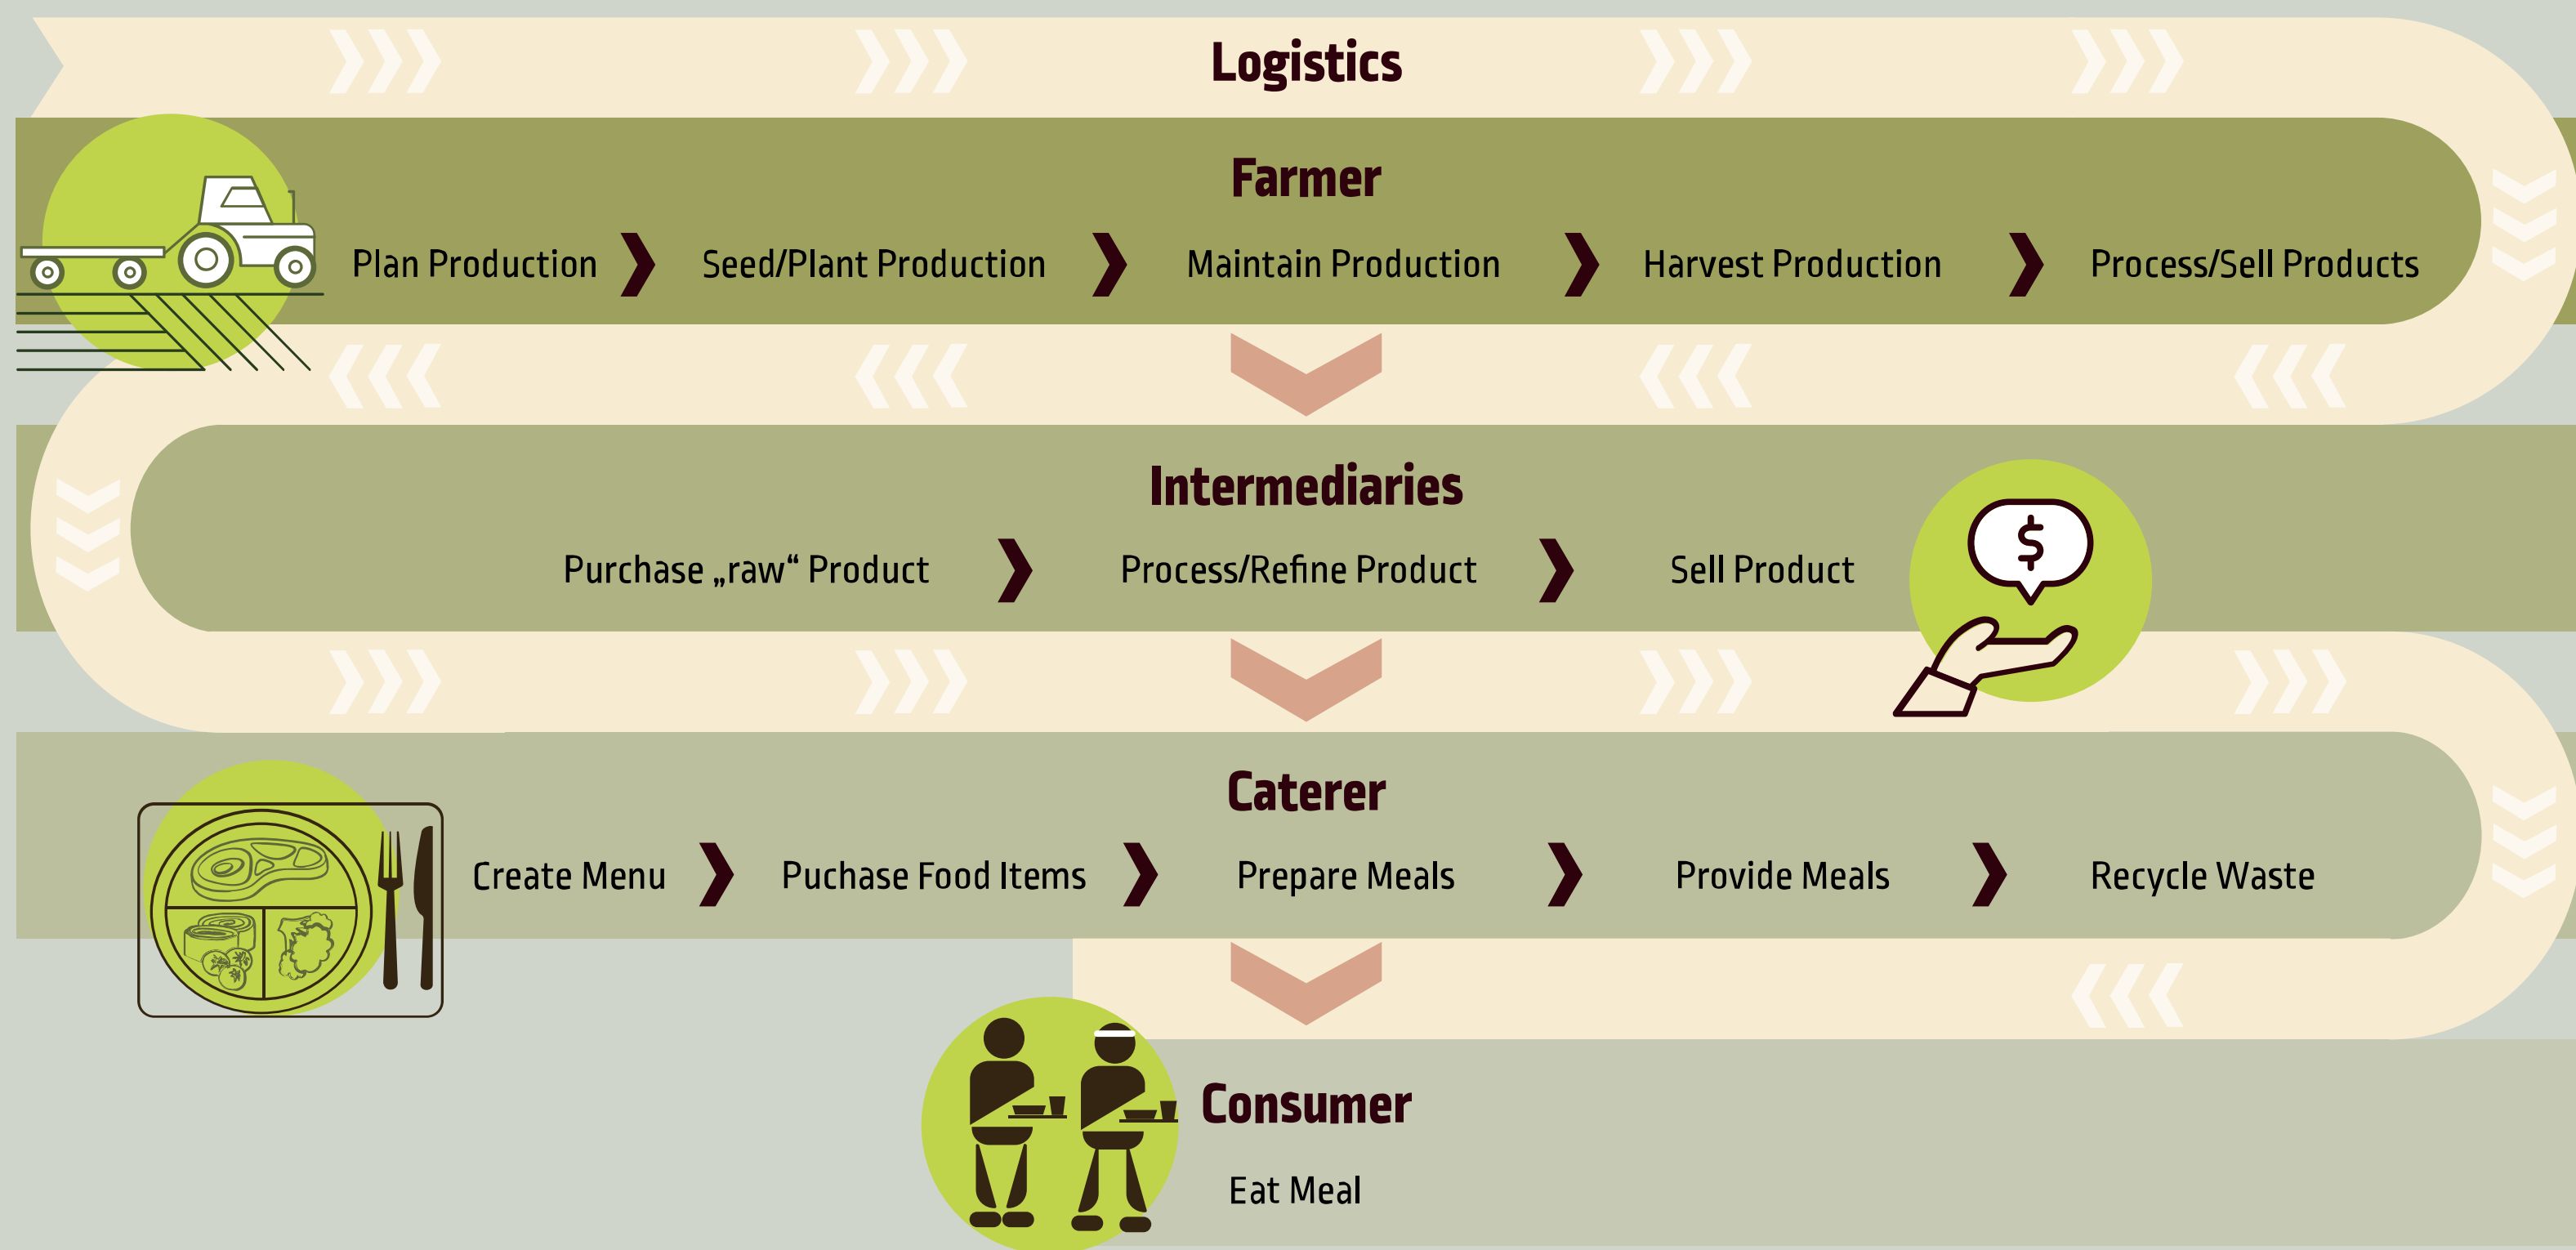 Logistics
Farmer
Plan Production Seed/Plant Production Maintain Production Harvest Production Process/Sell Products
Intermediaries
Purchase „raw“ Product Process/Refine Product Sell Product
$
Caterer
Create Menu Puchase Food Items Prepare Meals Provide Meals Recycle Waste
Consumer
Eat Meal